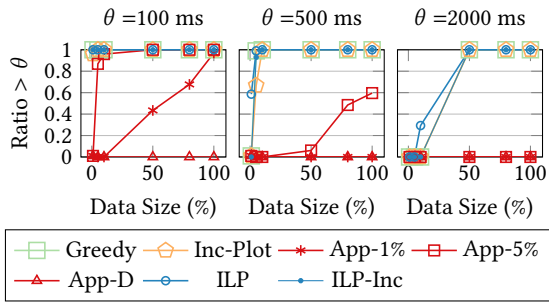 θ =100 ms θ =500 ms θ =2000 ms
Ratio > θ
1
0.8
0.6
0.4
0.2
0
0 50 100 0 50 100 0 50 100
Data Size (%) Data Size (%) Data Size (%)
Greedy Inc-Plot App-1% App-5%
App-D ILP ILP-Inc